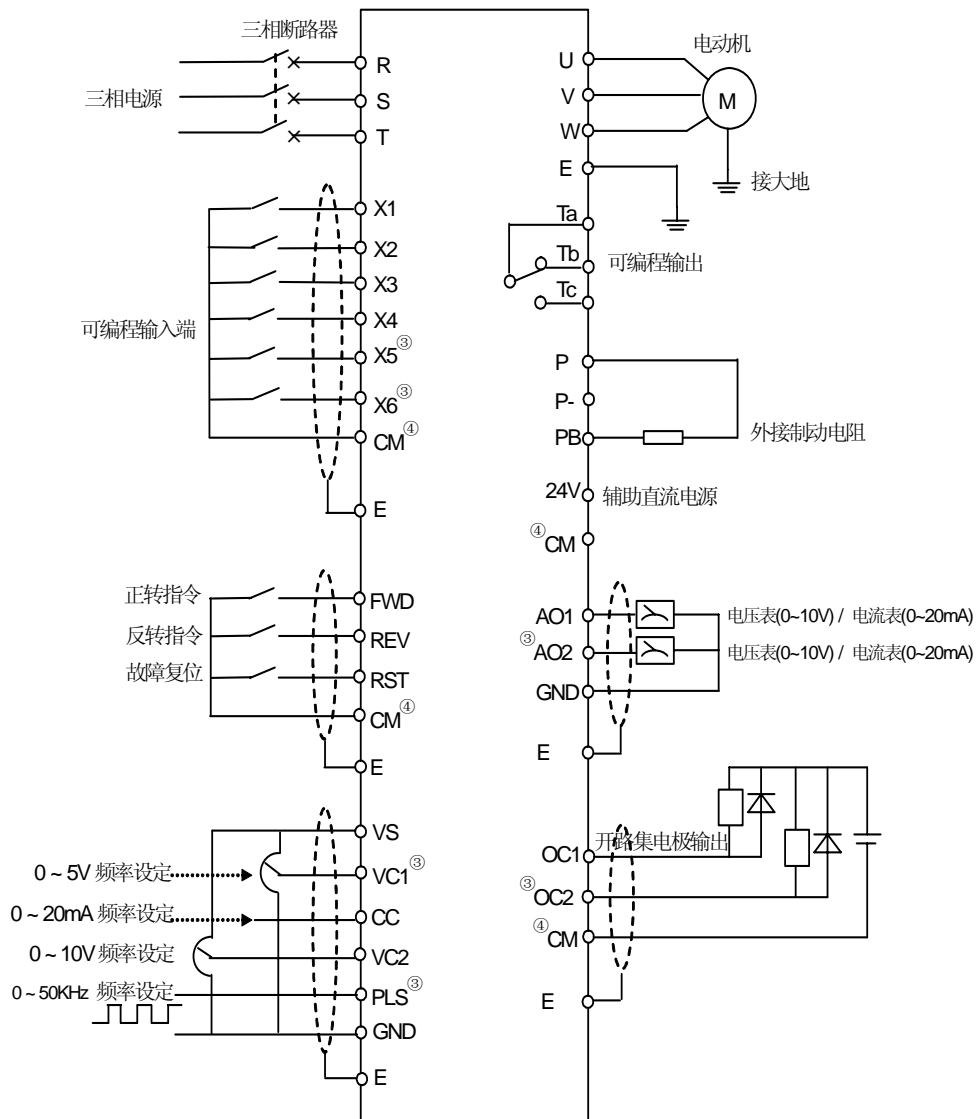 三相断路器
三相电源
R
S
T
可编程输入端
X1
X2
X3
X4
X5③
X6③
CM④
E
正转指令
反转指令
故障复位
FWD
REV
RST
CM④
E
VS
0 ~ 5V 频率设定
VC1③
0 ~ 20mA 频率设定
CC
0 ~ 10V 频率设定
VC2
0 ~ 50KHz 频率设定
PLS③
GND
E
电动机
U
V
W
M
E
接大地
Ta
Tb
Tc
可编程输出
P
P-
PB
外接制动电阻
24V
辅助直流电源
④CM
AO1
电压表(0~10V) / 电流表(0~20mA)
③AO2
电压表(0~10V) / 电流表(0~20mA)
GND
E
开路集电极输出
OC1
③OC2
④CM
E